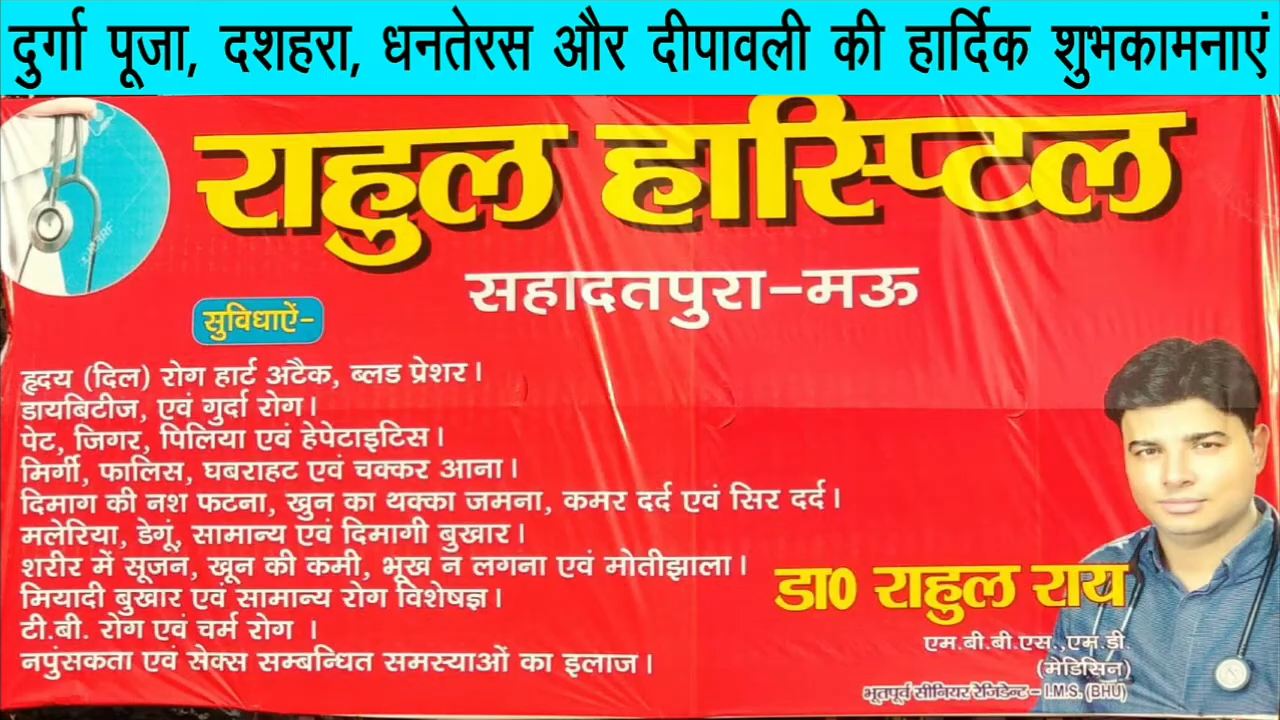 दुर्गा पूजा, दशहरा, धनतेरस और दीपावली की हार्दिक शुभकामनाएं
राहुल हास्पिटल
सहादतपुरा-मऊ
सुविधाऐं-
हृदय (दिल) रोग हार्ट अटैक, ब्लड प्रेशर।
डायबिटीज, एवं गुर्दा रोग।
पेट, जिगर, पिलिया एवं हेपेटाइटिस।
मिर्गी, फालिस, घबराहट एवं चक्कर आना।
दिमाग की नश फटना, खुन का थक्का जमना, कमर दर्द एवं सिर दर्द।
मलेरिया, डेगूं, सामान्य एवं दिमागी बुखार।
शरीर में सूजन, खून की कमी, भूख न लगना एवं मोतीझाला।
मियादी बुखार एवं सामान्य रोग विशेषज्ञ।
टी.बी. रोग एवं चर्म रोग ।
नपुंसकता एवं सेक्स सम्बन्धित समस्याओं का इलाज।
डा0 राहुल राय
एम.बी.बी.एस.,एम.डी.
(मेडिसिन)
भूतपूर्व सीनियर रेजिडेन्ट - I.M.S. (BHU)